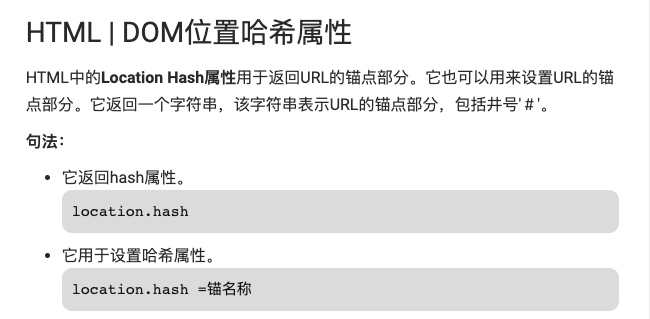 HTML | DOM位置哈希属性
HTML中的Location Hash属性用于返回URL的锚点部分。它也可以用来设置URL的锚
点部分。它返回一个字符串，该字符串表示URL的锚点部分，包括井号'＃'。
句法：
• 它返回hash属性。
location.hash
• 它用于设置哈希属性。
location.hash =锚名称